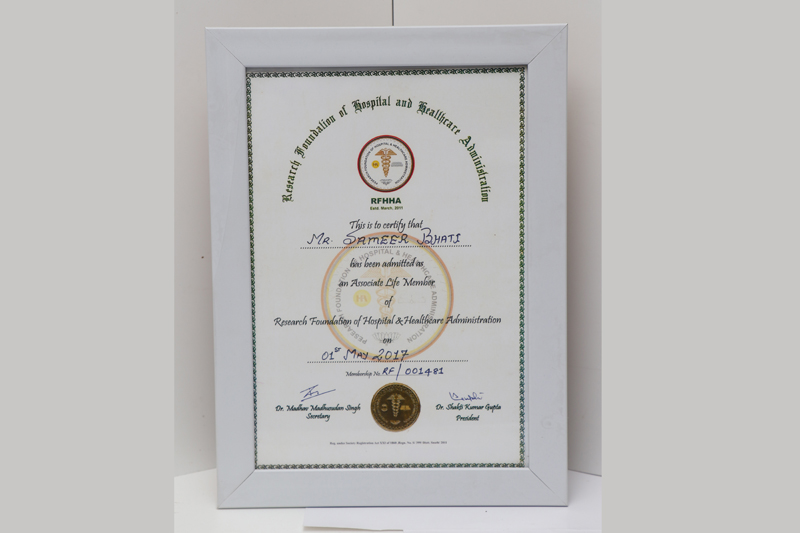 Research Foundation of Hospital and Healthcare Administration
RFHHA
Estd. March, 2011
This is to certify that
MR. SAMEER BHATI
has been admitted as
an Associate Life Member
of
Research Foundation of Hospital & Healthcare Administration
on
01st MAY 2017
Membership No. RF/001481
Dr. Madhav Madhusudan Singh
Secretary
Dr. Shakti Kumar Gupta
President